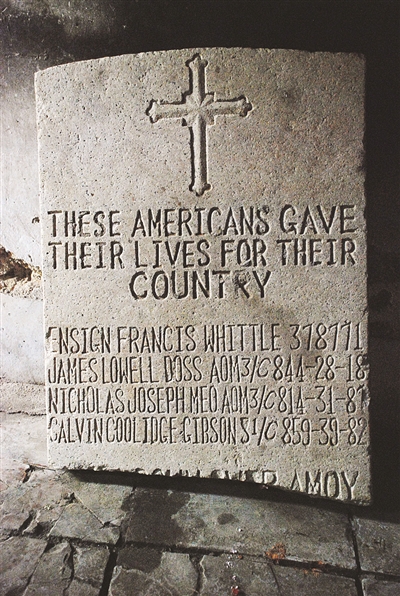 THESE AMERICANS GAVE
THEIR LIVES FOR THEIR
COUNTRY
ENSIGN FRANCIS WHITTLE 378771
JAMES LOWELL DOSS AOM3/C 844-28-18
NICHOLAS JOSEPH MEO AOM3/C 814-31-87
CALVIN COOLIDGE GIBSON S1/C 859-39-82
OVER AMOY